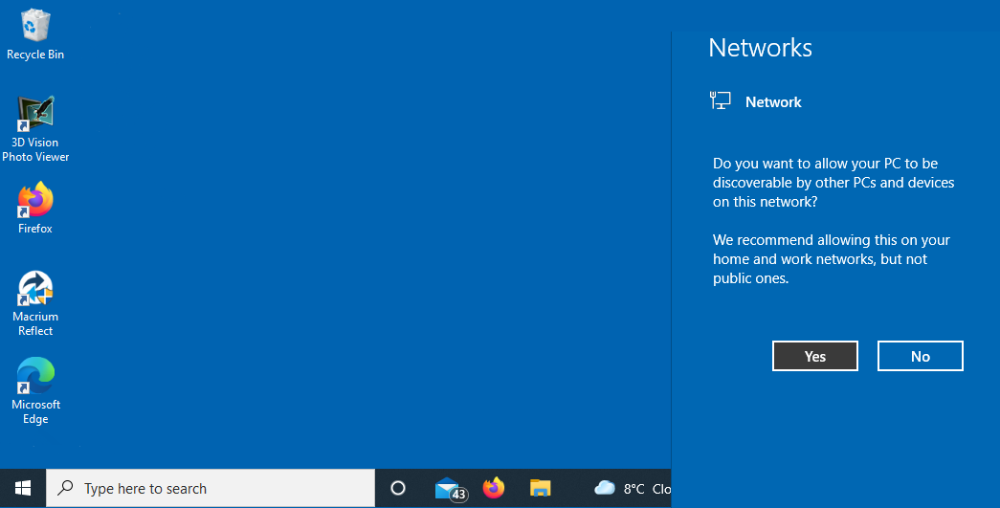 Recycle Bin
3D Vision
Photo Viewer
Firefox
Macrium
Reflect
Microsoft
Edge
Networks
Network
Do you want to allow your PC to be
discoverable by other PCs and devices
on this network?
We recommend allowing this on your
home and work networks, but not
public ones.
Yes
No
Type here to search
43
8°C Clo